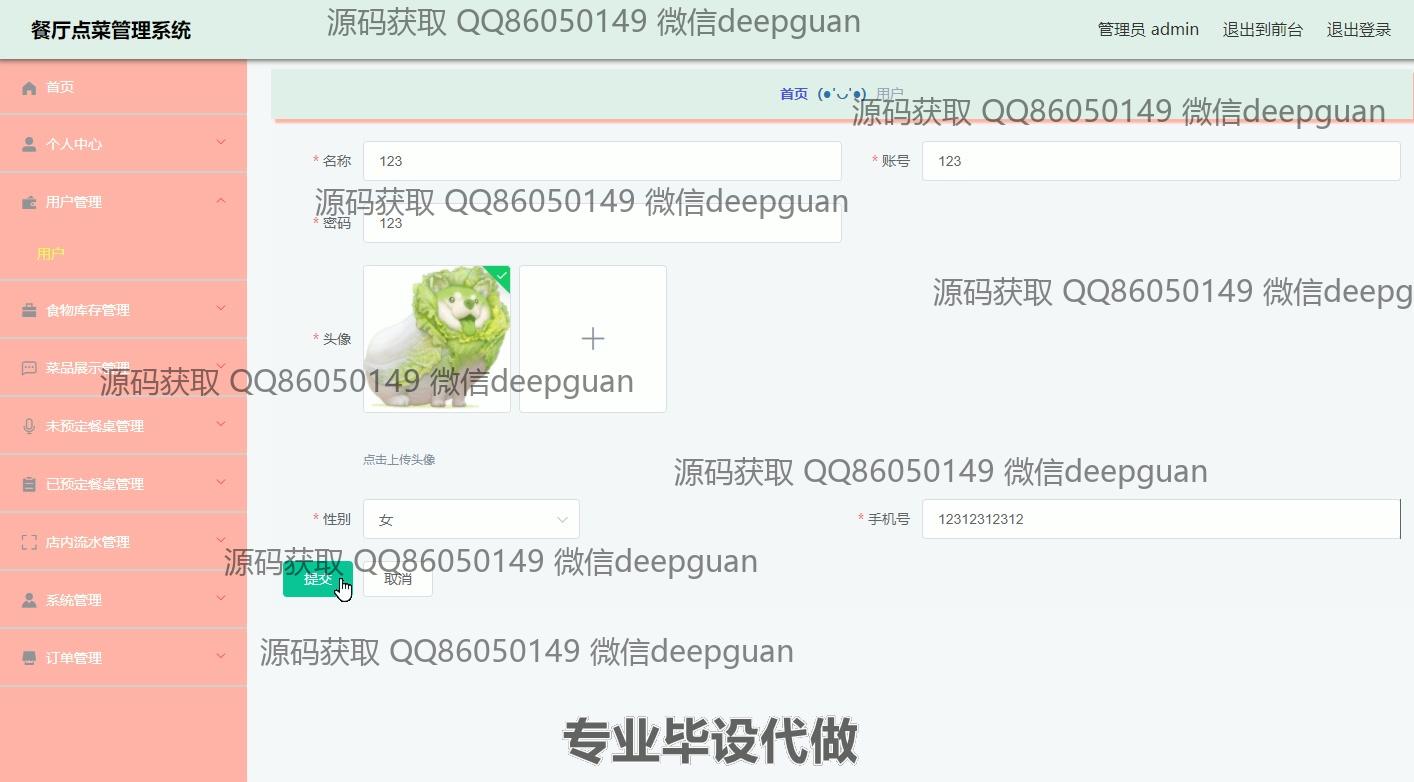 餐厅点菜管理系统
源码获取 QQ86050149 微信deepguan
管理员 admin
退出到前台
退出登录
首页
个人中心
用户管理
用户
食物库存管理
菜品展示管理
未预定餐桌管理
已预定餐桌管理
店内流水管理
系统管理
订单管理
首页 (●'◡'●) 用户
源码获取 QQ86050149 微信deepguan
* 名称 123
* 账号 123
源码获取 QQ86050149 微信deepguan
* 密码 123
源码获取 QQ86050149 微信deepg
* 头像
源码获取 QQ86050149 微信deepguan
点击上传头像
源码获取 QQ86050149 微信deepguan
* 性别 女
* 手机号 12312312312
源码获取 QQ86050149 微信deepguan
提交
取消
源码获取 QQ86050149 微信deepguan
专业毕设代做